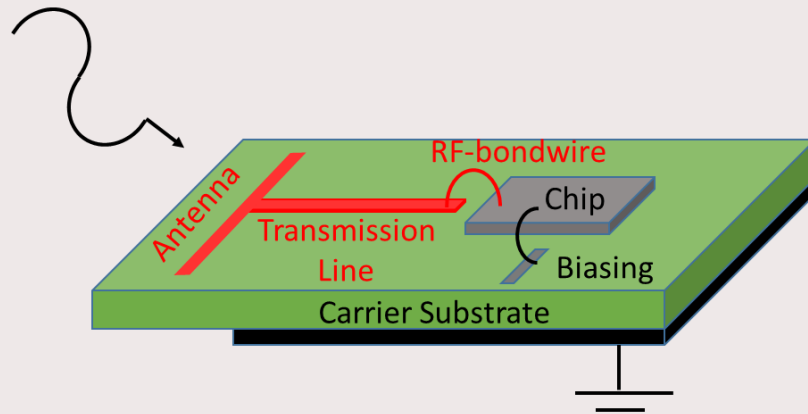 RF-bondwire
Antenna
Chip
Transmission
Line
Biasing
Carrier Substrate